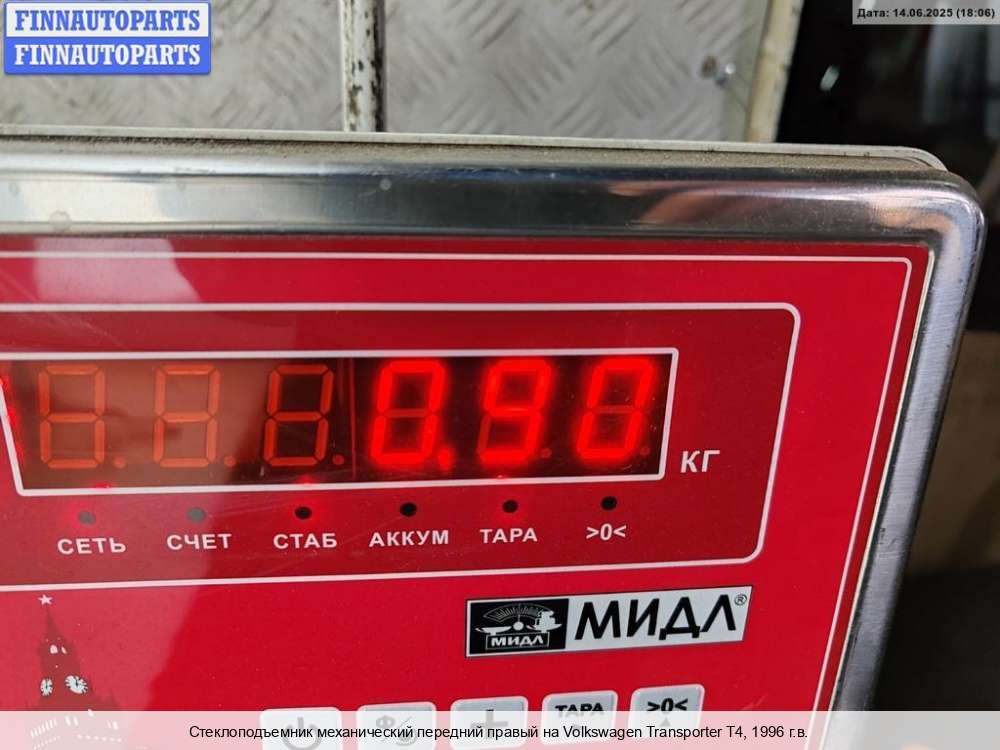 FINNAUTOPARTS
FINNAUTOPARTS
Дата: 14.06.2025 (18:06)
0.90
КГ
СЕТЬ СЧЕТ СТАБ АККУМ ТАРА >0<
МИДЛ МИДЛ®
ТАРА >0<
Стеклоподъемник механический передний правый на Volkswagen Transporter T4, 1996 г.в.